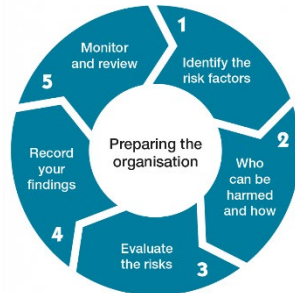 1
Identify the
risk factors
2
Who
can be
harmed
and how
3
Evaluate
the risks
4
Record
your
findings
5
Monitor
and review
Preparing the
organisation